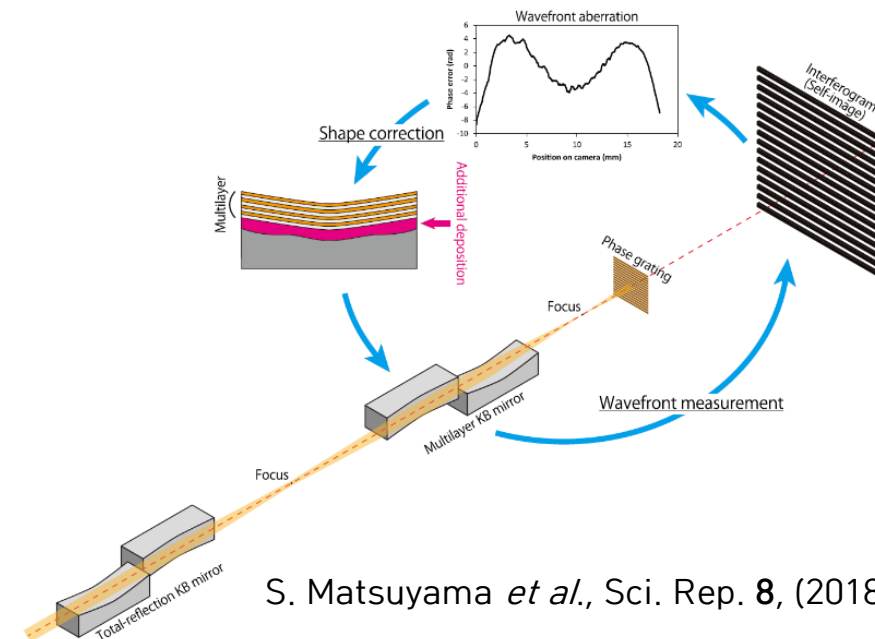 Wavefront aberration
Phase error (rad)
6
4
2
0
-2
-4
-6
-8
-10
0
5
10
15
20
Position on camera (mm)
Interferogram
(Self-image)
Shape correction
Multilayer
Additional deposition
Phase grating
Focus
Multilayer KB mirror
Wavefront measurement
Focus
Total-reflection KB mirror
S. Matsuyama et al., Sci. Rep. 8, (2018